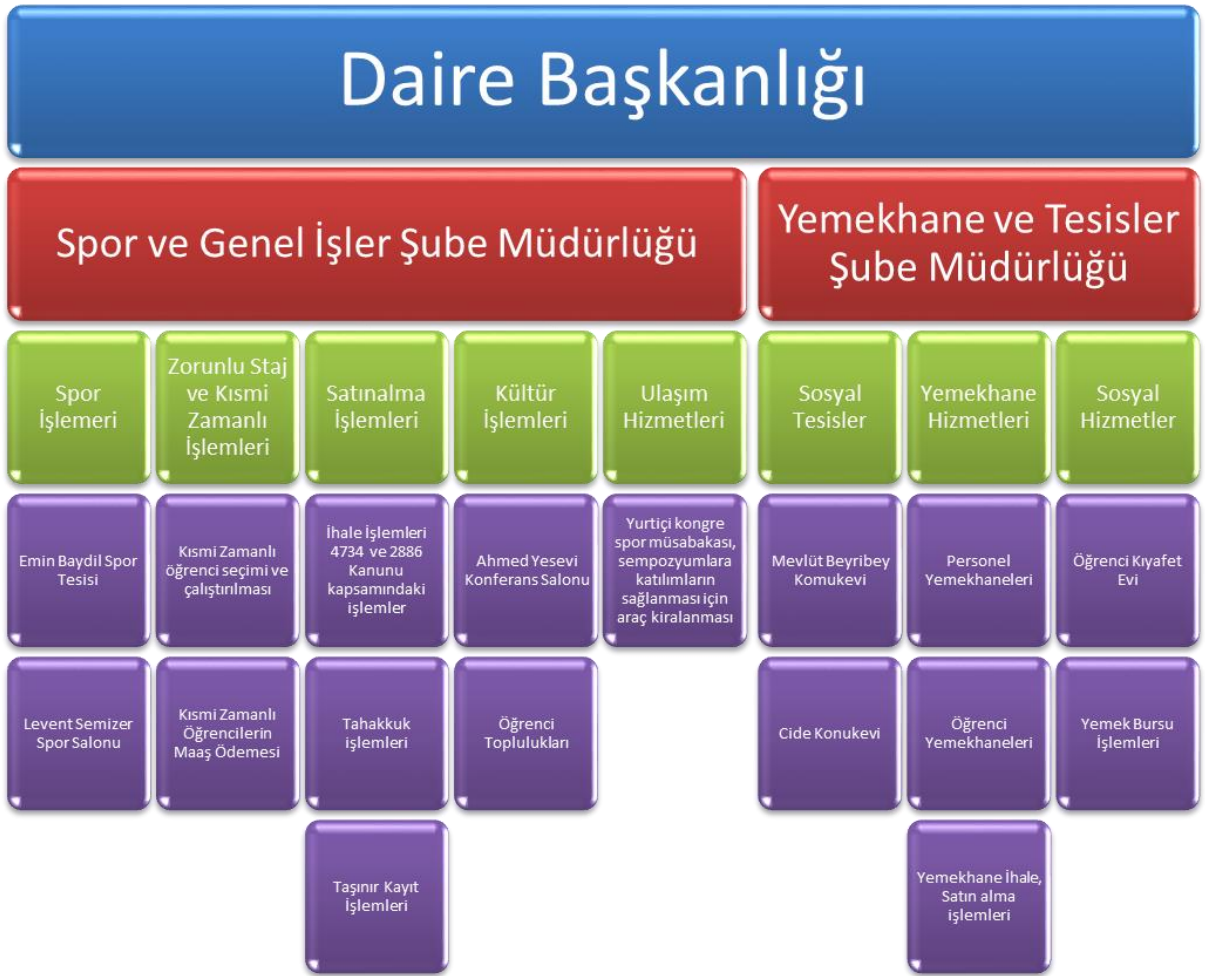 Daire Başkanlığı
Spor ve Genel İşler Şube Müdürlüğü
Yemekhane ve Tesisler
Şube Müdürlüğü
Spor
İşlemeri
Zorunlu Staj
ve Kısmi
Zamanlı
İşlemleri
Satınalma
İşlemleri
Kültür
İşlemleri
Ulaşım
Hizmetleri
Sosyal
Tesisler
Yemekhane
Hizmetleri
Sosyal
Hizmetler
Emin Baydil Spor
Tesisi
Kısmi Zamanlı
öğrenci seçimi ve
çalıştırılması
İhale İşlemleri
4734 ve 2886
Kanunu
kapsamındaki
işlemler
Ahmed Yesevi
Konferans Salonu
Yurtiçi kongre
spor müsabakası,
sempozyumlara
katılımların
sağlanması için
araç kiralanması
Mevlüt Beyribey
Komukevi
Personel
Yemekhaneleri
Öğrenci Kıyafet
Evi
Levent Semizer
Spor Salonu
Kısmi Zamanlı
Öğrencilerin
Maaş Ödemesi
Tahakkuk
işlemleri
Öğrenci
Toplulukları
Cide Konukevi
Öğrenci
Yemekhaneleri
Yemek Bursu
İşlemleri
Taşınır Kayıt
İşlemleri
Yemekhane İhale,
Satın alma
işlemleri